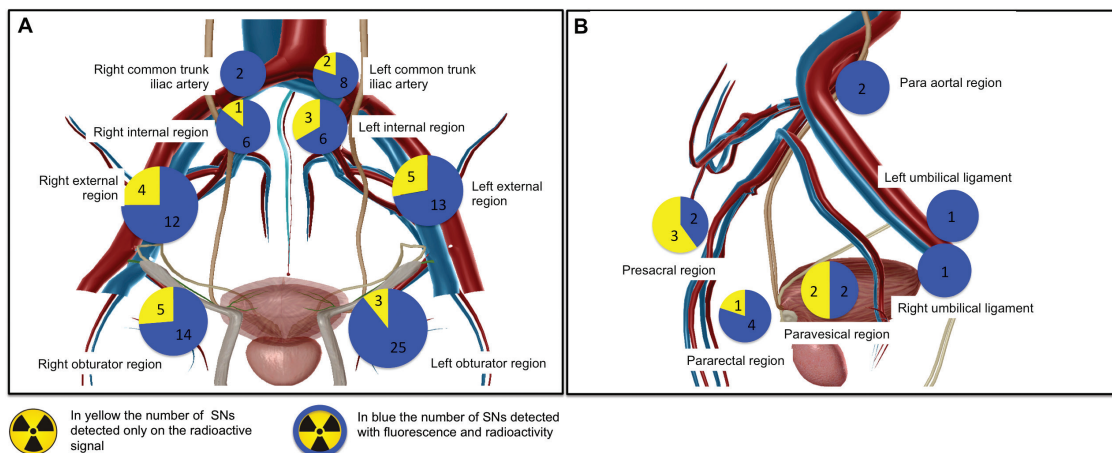 A
Right common trunk
iliac artery
2
2
8
Left common trunk
iliac artery
Right internal region
1
6
3
6
Left internal region
Right external
region
4
12
5
13
Left external
region
5
14
Right obturator region
3
25
Left obturator region
B
2
Para aortal region
Left umbilical ligament
1
2
3
Presacral region
1
Right umbilical ligament
2
2
Paravesical region
1
4
Pararectal region
In yellow the number of SNs
detected only on the radioactive
signal
In blue the number of SNs detected
with fluorescence and radioactivity